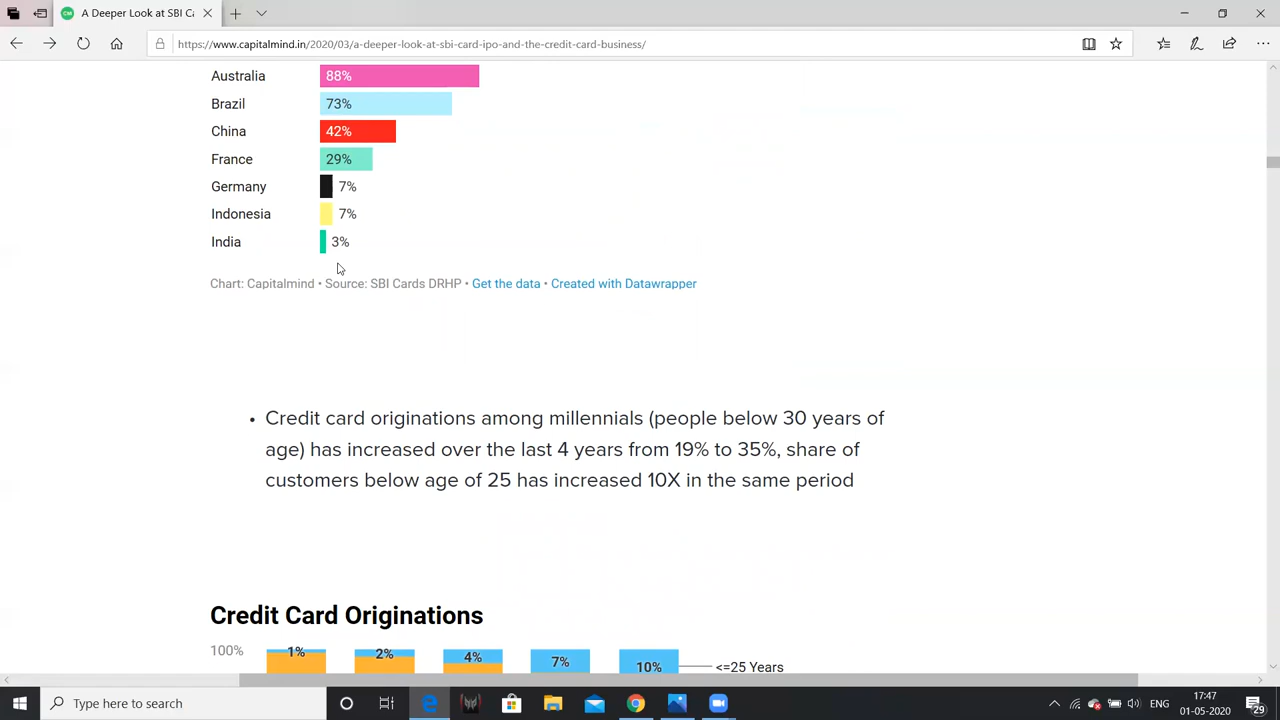 A Deeper Look at SBI Ca
https://www.capitalmind.in/2020/03/a-deeper-look-at-sbi-card-ipo-and-the-credit-card-business/
Australia 88%
Brazil 73%
China 42%
France 29%
Germany 7%
Indonesia 7%
India 3%
Chart: Capitalmind • Source: SBI Cards DRHP • Get the data • Created with Datawrapper
• Credit card originations among millennials (people below 30 years of
age) has increased over the last 4 years from 19% to 35%, share of
customers below age of 25 has increased 10X in the same period
Credit Card Originations
100% 1% 2% 4% 7% 10% <=25 Years
Type here to search
ENG
17:47
01-05-2020
29